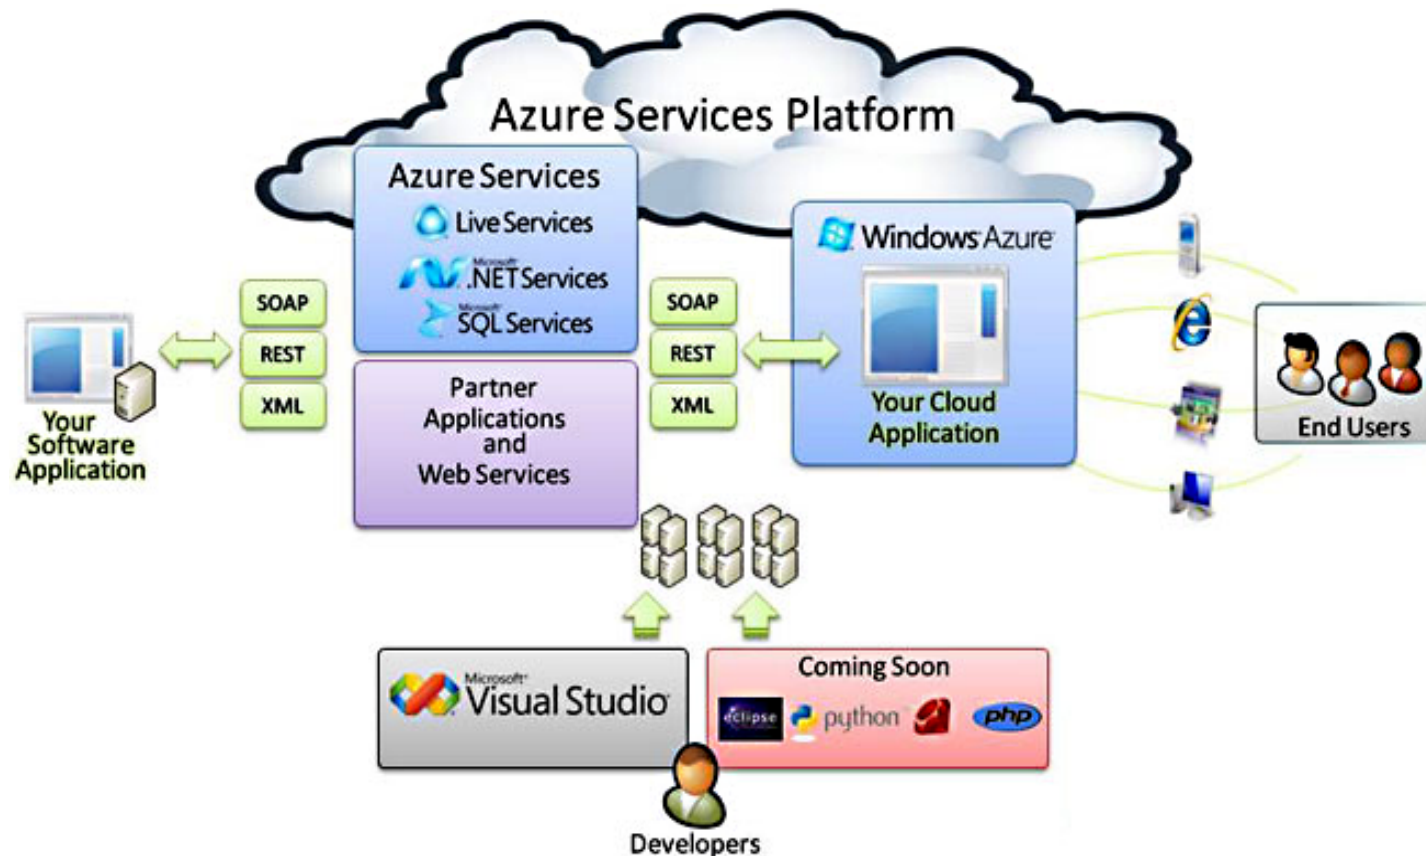 Azure Services Platform
Azure Services
Live Services
Microsoft®
.NET Services
Microsoft®
SQL Services
Windows Azure™
SOAP
REST
XML
SOAP
REST
XML
Your
Software
Application
Partner
Applications
and
Web Services
Your Cloud
Application
End Users
Microsoft®
Visual Studio®
Coming Soon
eclipse
python™
php
Developers